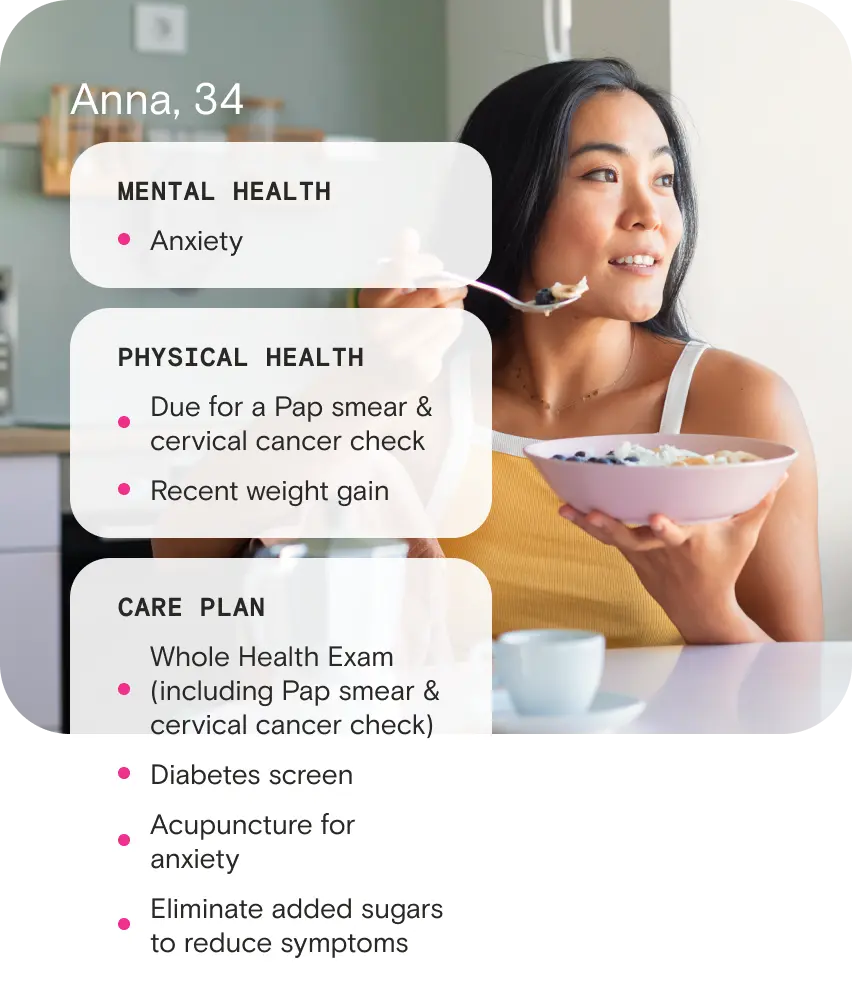 Anna, 34
MENTAL HEALTH
Anxiety
PHYSICAL HEALTH
Due for a Pap smear &
cervical cancer check
Recent weight gain
CARE PLAN
Whole Health Exam
(including Pap smear &
cervical cancer check)
Diabetes screen
Acupuncture for
anxiety
Eliminate added sugars
to reduce symptoms